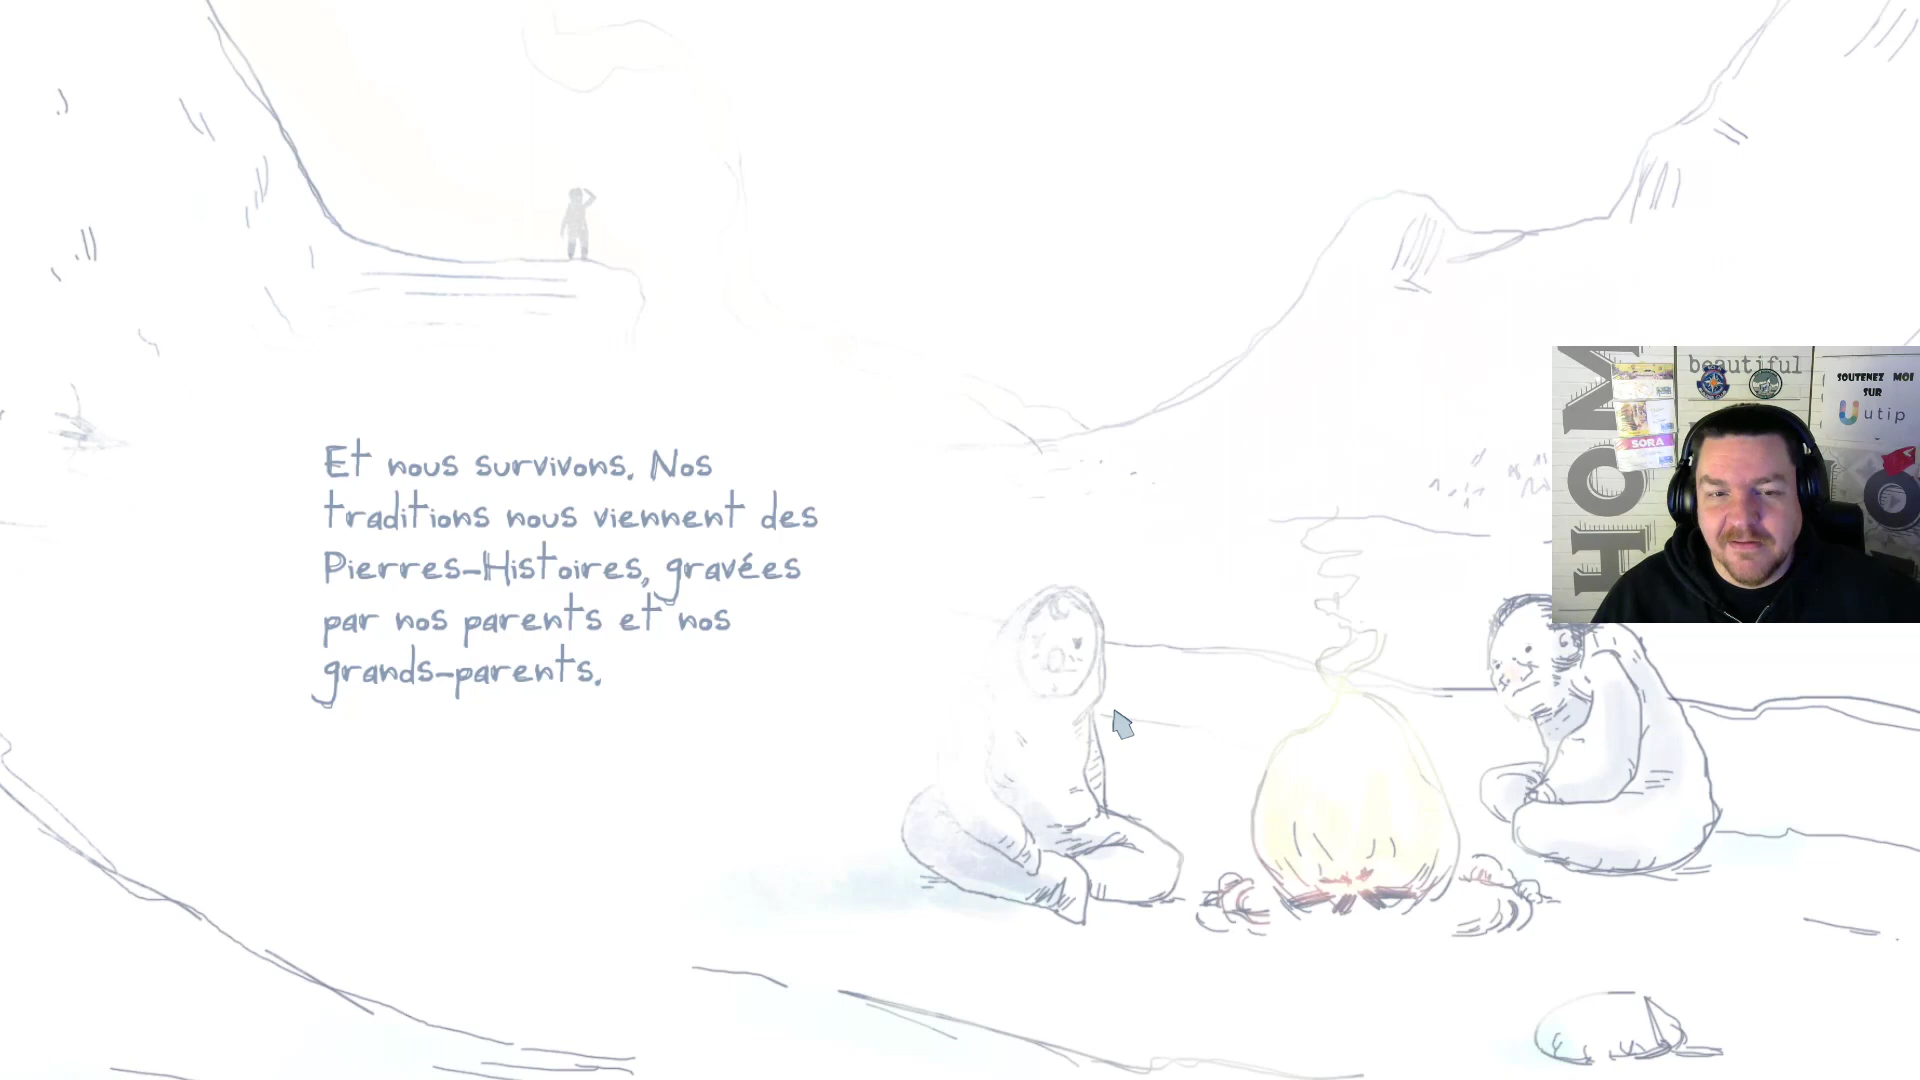 Et nous survivons. Nos
traditions nous viennent des
Pierres-Histoires, gravées
par nos parents et nos
grands-parents.
beautiful
SOUTENEZ MOI
SUR
utip
SORA
HOM